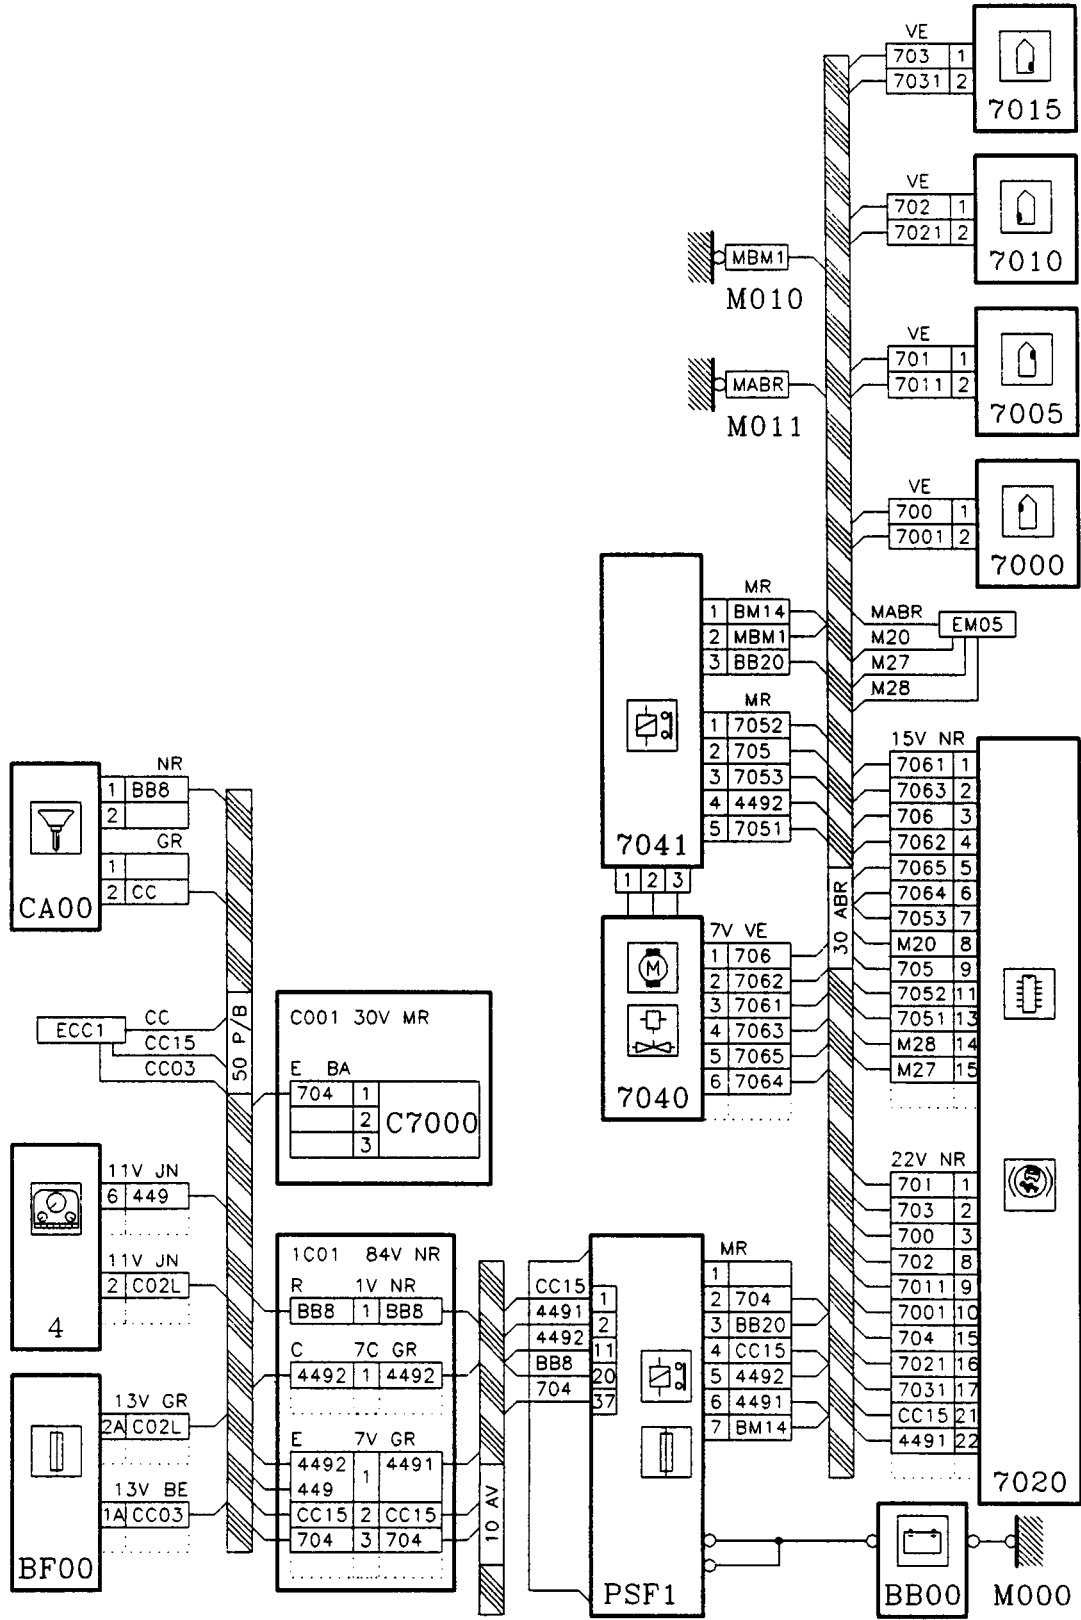 VE
703 1
7031 2
7015
VE
702 1
7021 2
7010
MBM1
M010
VE
701 1
7011 2
7005
MABR
M011
VE
700 1
7001 2
7000
MR
1 BM14
2 MBM1
3 BB20
MR
1 7052
2 705
3 7053
4 4492
5 7051
7041
1 2 3
MABR
M20
M27
M28
EM05
7V VE
1 706
2 7062
3 7061
4 7063
5 7065
6 7064
7040
30 ABR
15V NR
7061 1
7063 2
706 3
7062 4
7065 5
7064 6
7053 7
M20 8
705 9
7052 11
7051 13
M28 14
M27 15
22V NR
701 1
703 2
700 3
702 8
7011 9
7001 10
704 15
7021 16
7031 17
CC15 21
4491 22
7020
NR
1 BB8
2
GR
1
2 CC
CA00
ECC1
CC
CC15
CC03
50 P/B
C001 30V MR
E BA
704 1
2
3
C7000
11V JN
6 449
11V JN
2 C02L
4
13V GR
2A C02L
13V BE
1A CC03
BF00
1C01 84V NR
R 1V NR
BB8 1 BB8
C 7C GR
4492 1 4492
E 7V GR
4492 1 4491
449
CC15 2 CC15
704 3 704
10 AV
CC15 1
4491 2
4492 11
BB8 20
704 37
MR
1
2 704
3 BB20
4 CC15
5 4492
6 4491
7 BM14
PSF1
BB00
M000
M